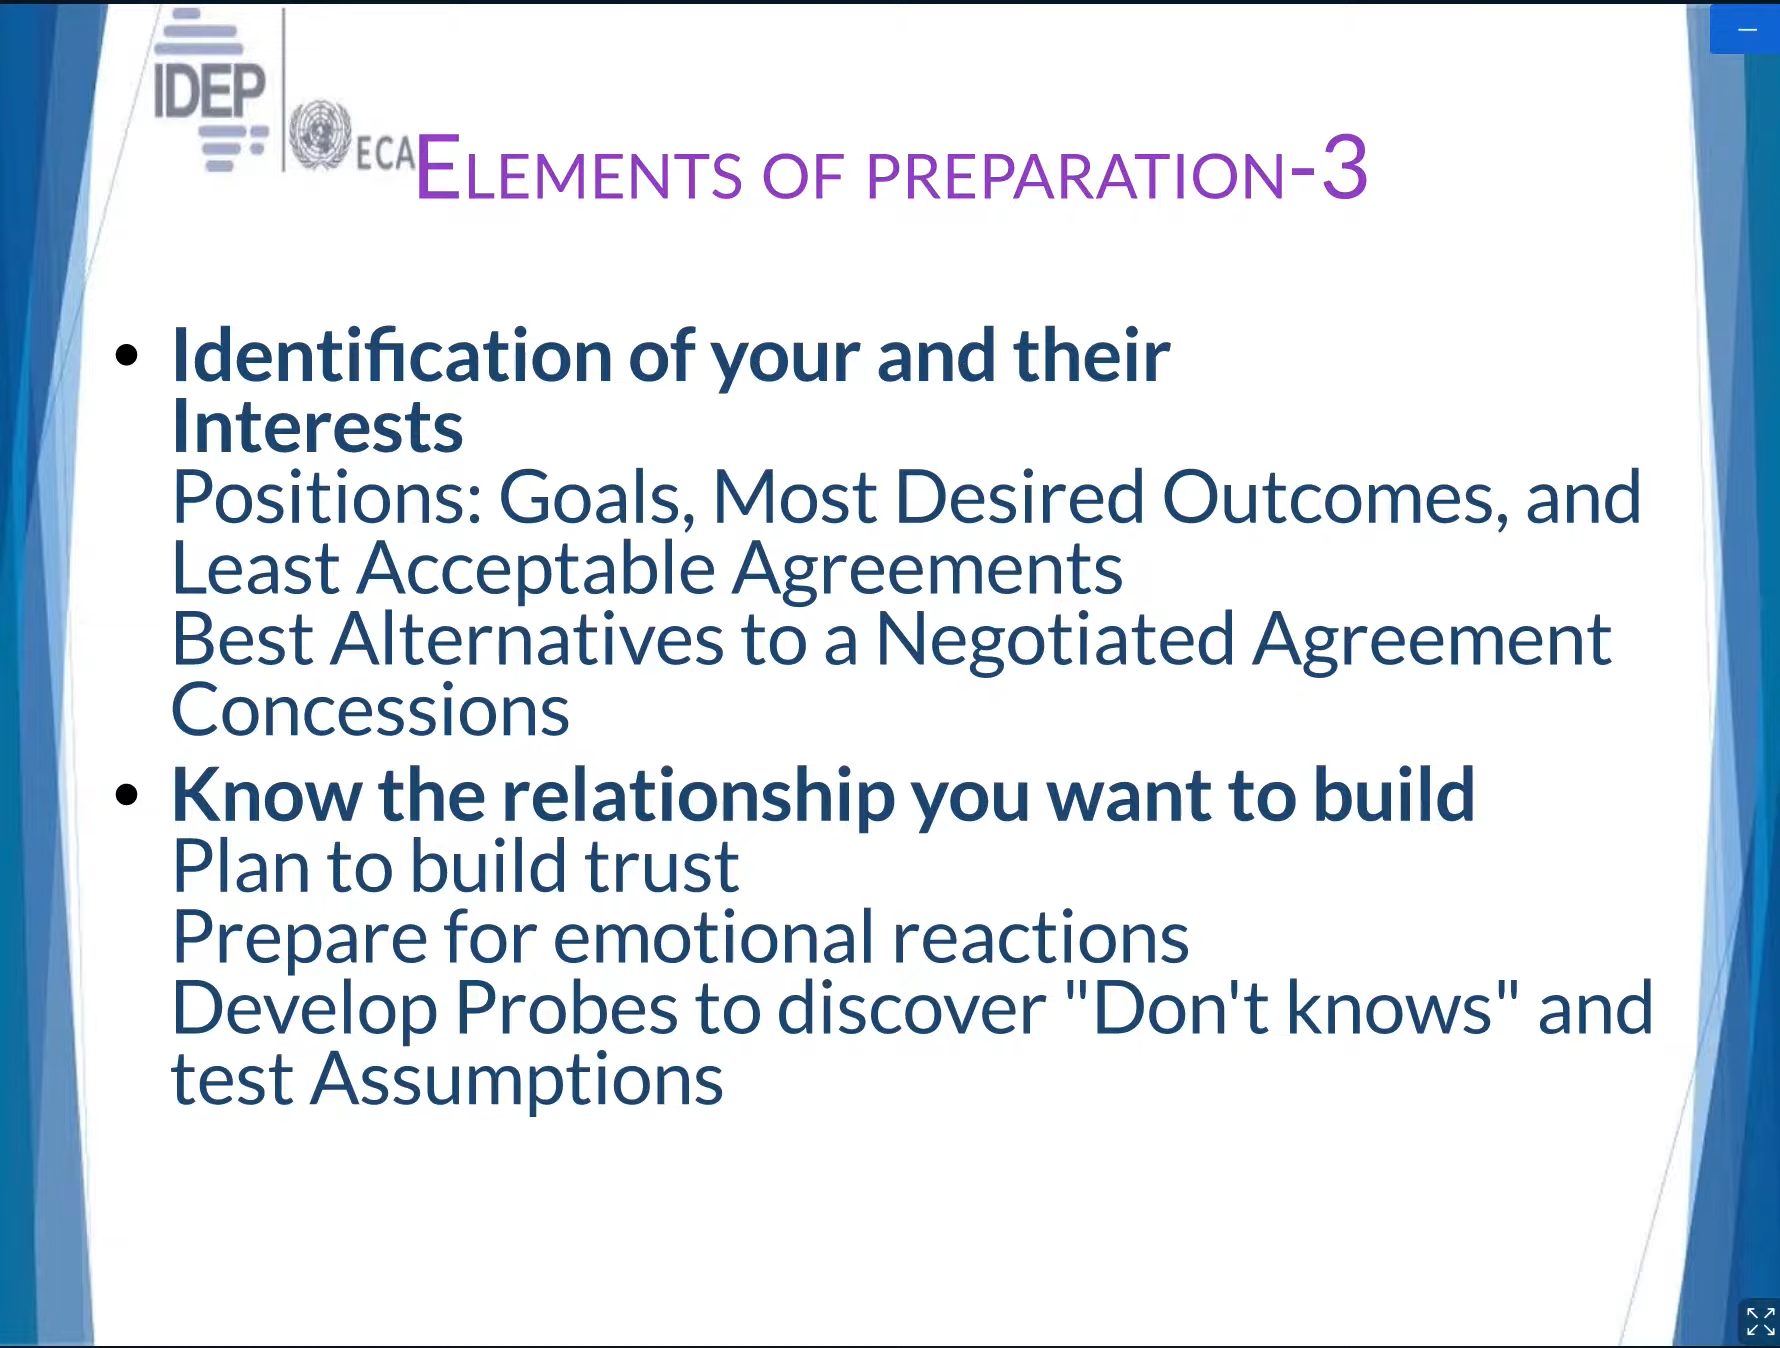 IDEP
ECA
Elements of preparation-3
• Identification of your and their
Interests
Positions: Goals, Most Desired Outcomes, and
Least Acceptable Agreements
Best Alternatives to a Negotiated Agreement
Concessions
• Know the relationship you want to build
Plan to build trust
Prepare for emotional reactions
Develop Probes to discover "Don't knows" and
test Assumptions